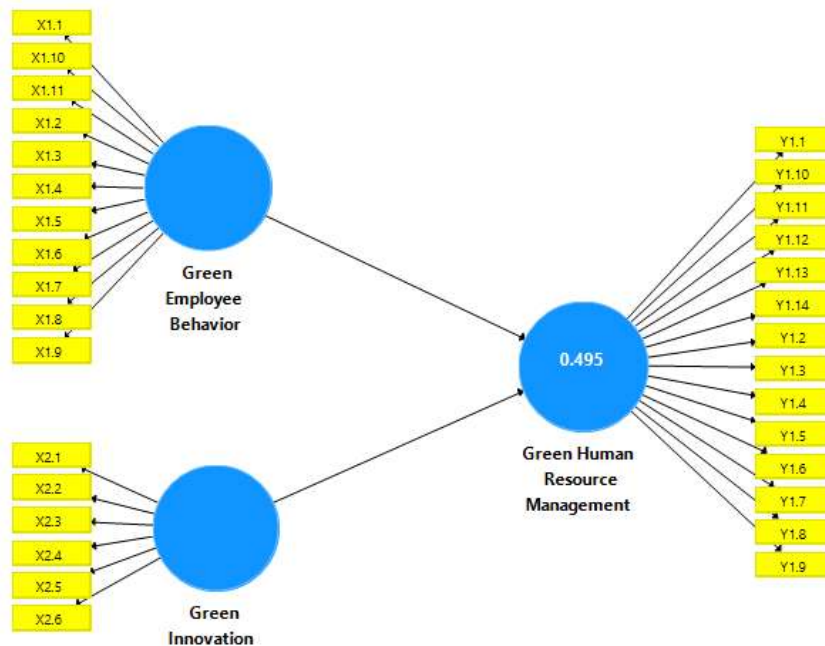 X1.1
X1.10
X1.11
X1.2
X1.3
X1.4
X1.5
X1.6
X1.7
X1.8
X1.9
Green
Employee
Behavior
X2.1
X2.2
X2.3
X2.4
X2.5
X2.6
Green
Innovation
0.495
Green Human
Resource
Management
Y1.1
Y1.10
Y1.11
Y1.12
Y1.13
Y1.14
Y1.2
Y1.3
Y1.4
Y1.5
Y1.6
Y1.7
Y1.8
Y1.9